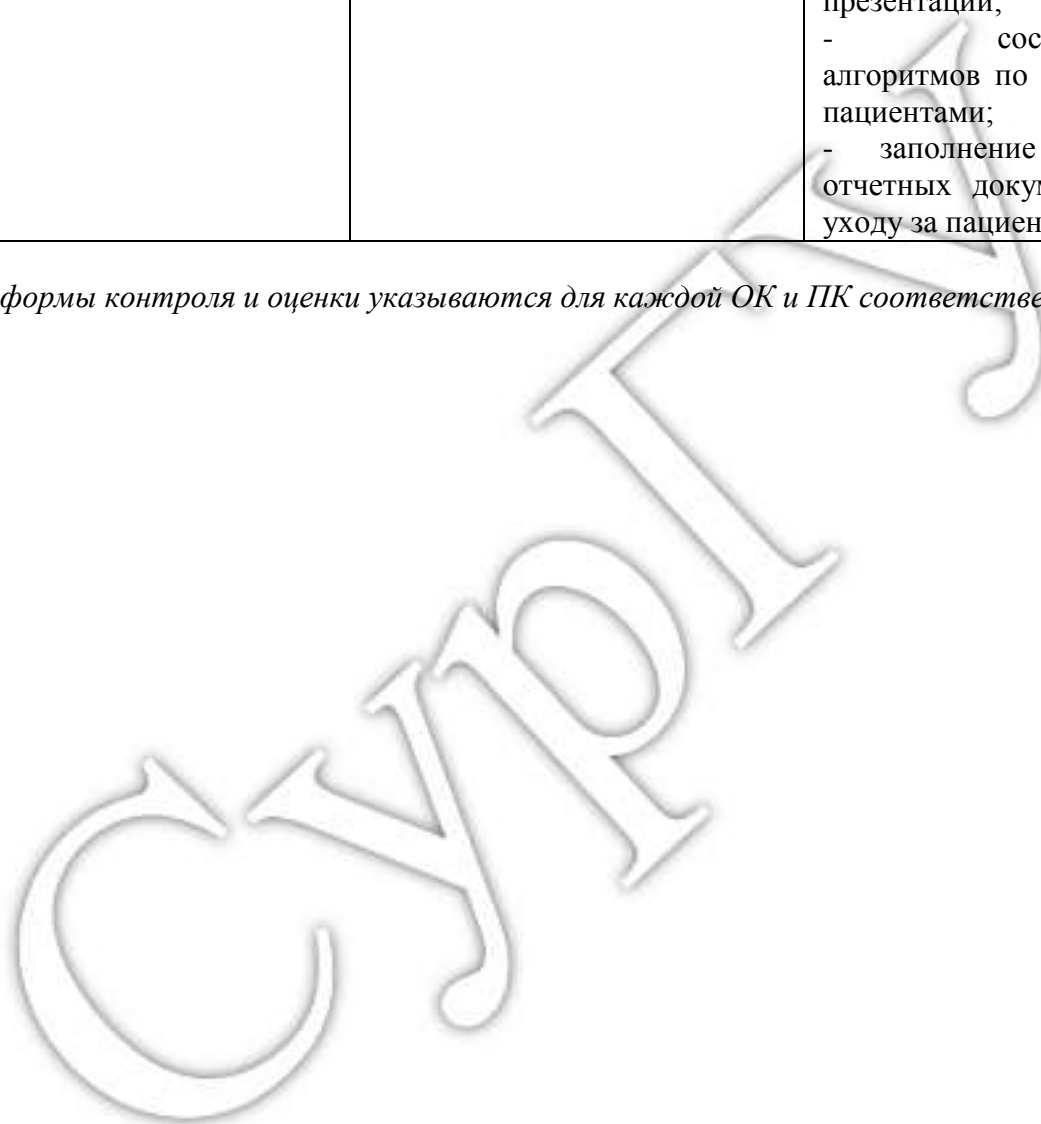 презентации;
- сос
алгоритмов по
пациентами;
- заполнение
отчетных доку
уходу за пациен
формы контроля и оценки указываются для каждой ОК и ПК соответстве
СурГУ